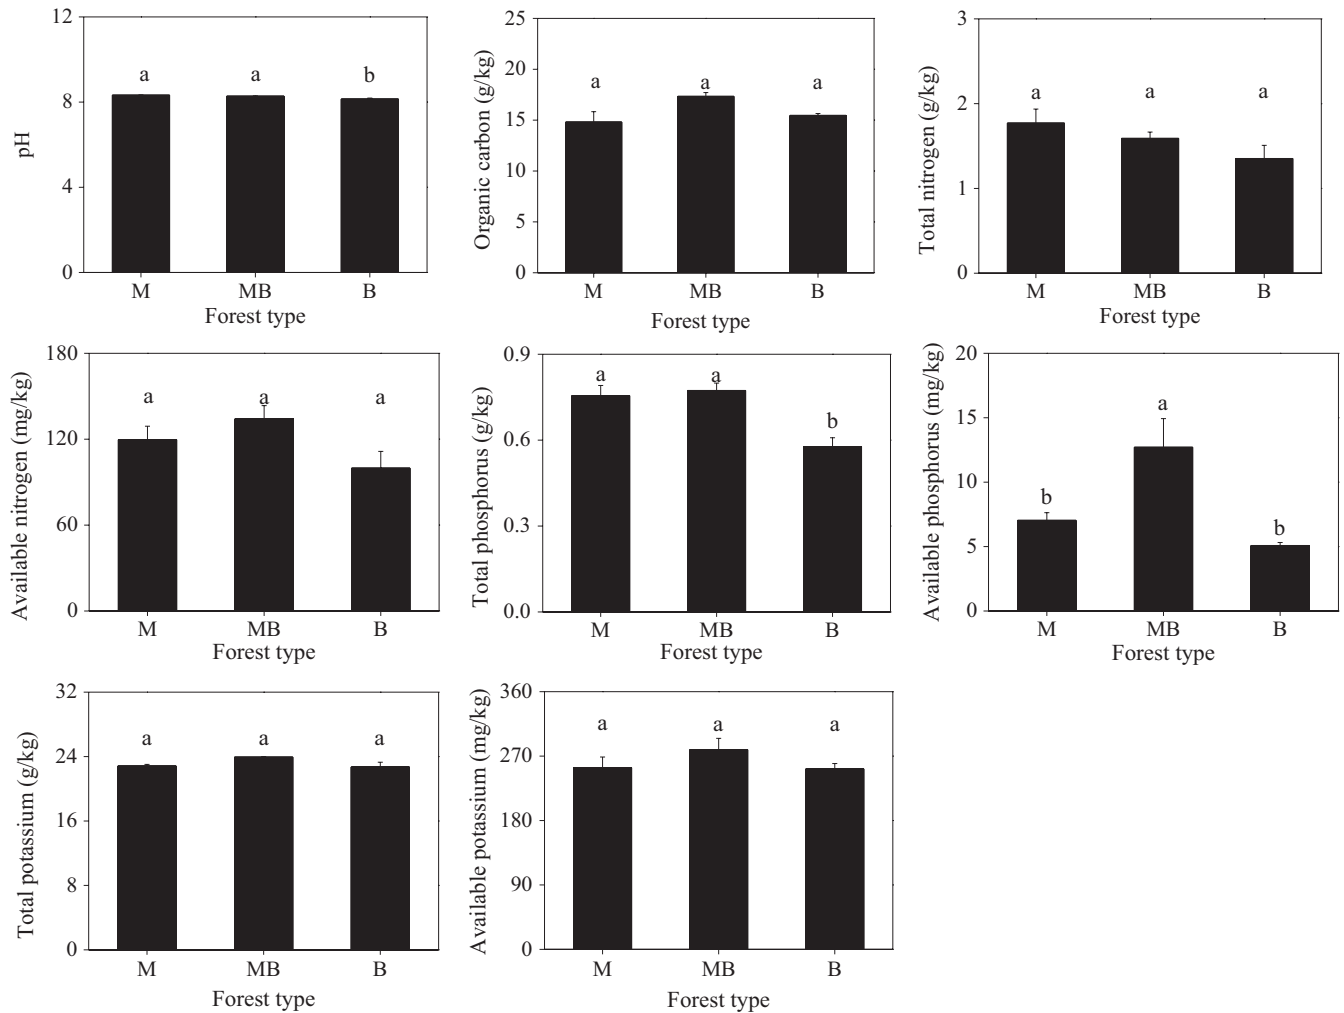 pH
12
8
4
0
a
a
b
M
MB
B
Forest type
Organic carbon (g/kg)
25
20
15
10
5
0
a
a
a
M
MB
B
Forest type
Total nitrogen (g/kg)
3
2
1
0
a
a
a
M
MB
B
Forest type
Available nitrogen (mg/kg)
180
120
60
0
a
a
a
M
MB
B
Forest type
Total phosphorus (g/kg)
0.9
0.6
0.3
0.0
a
a
b
M
MB
B
Forest type
Available phosphorus (mg/kg)
20
15
10
5
0
b
a
b
M
MB
B
Forest type
Total potassium (g/kg)
32
24
16
8
0
a
a
a
M
MB
B
Forest type
Available potassium (mg/kg)
360
270
180
90
0
a
a
a
M
MB
B
Forest type